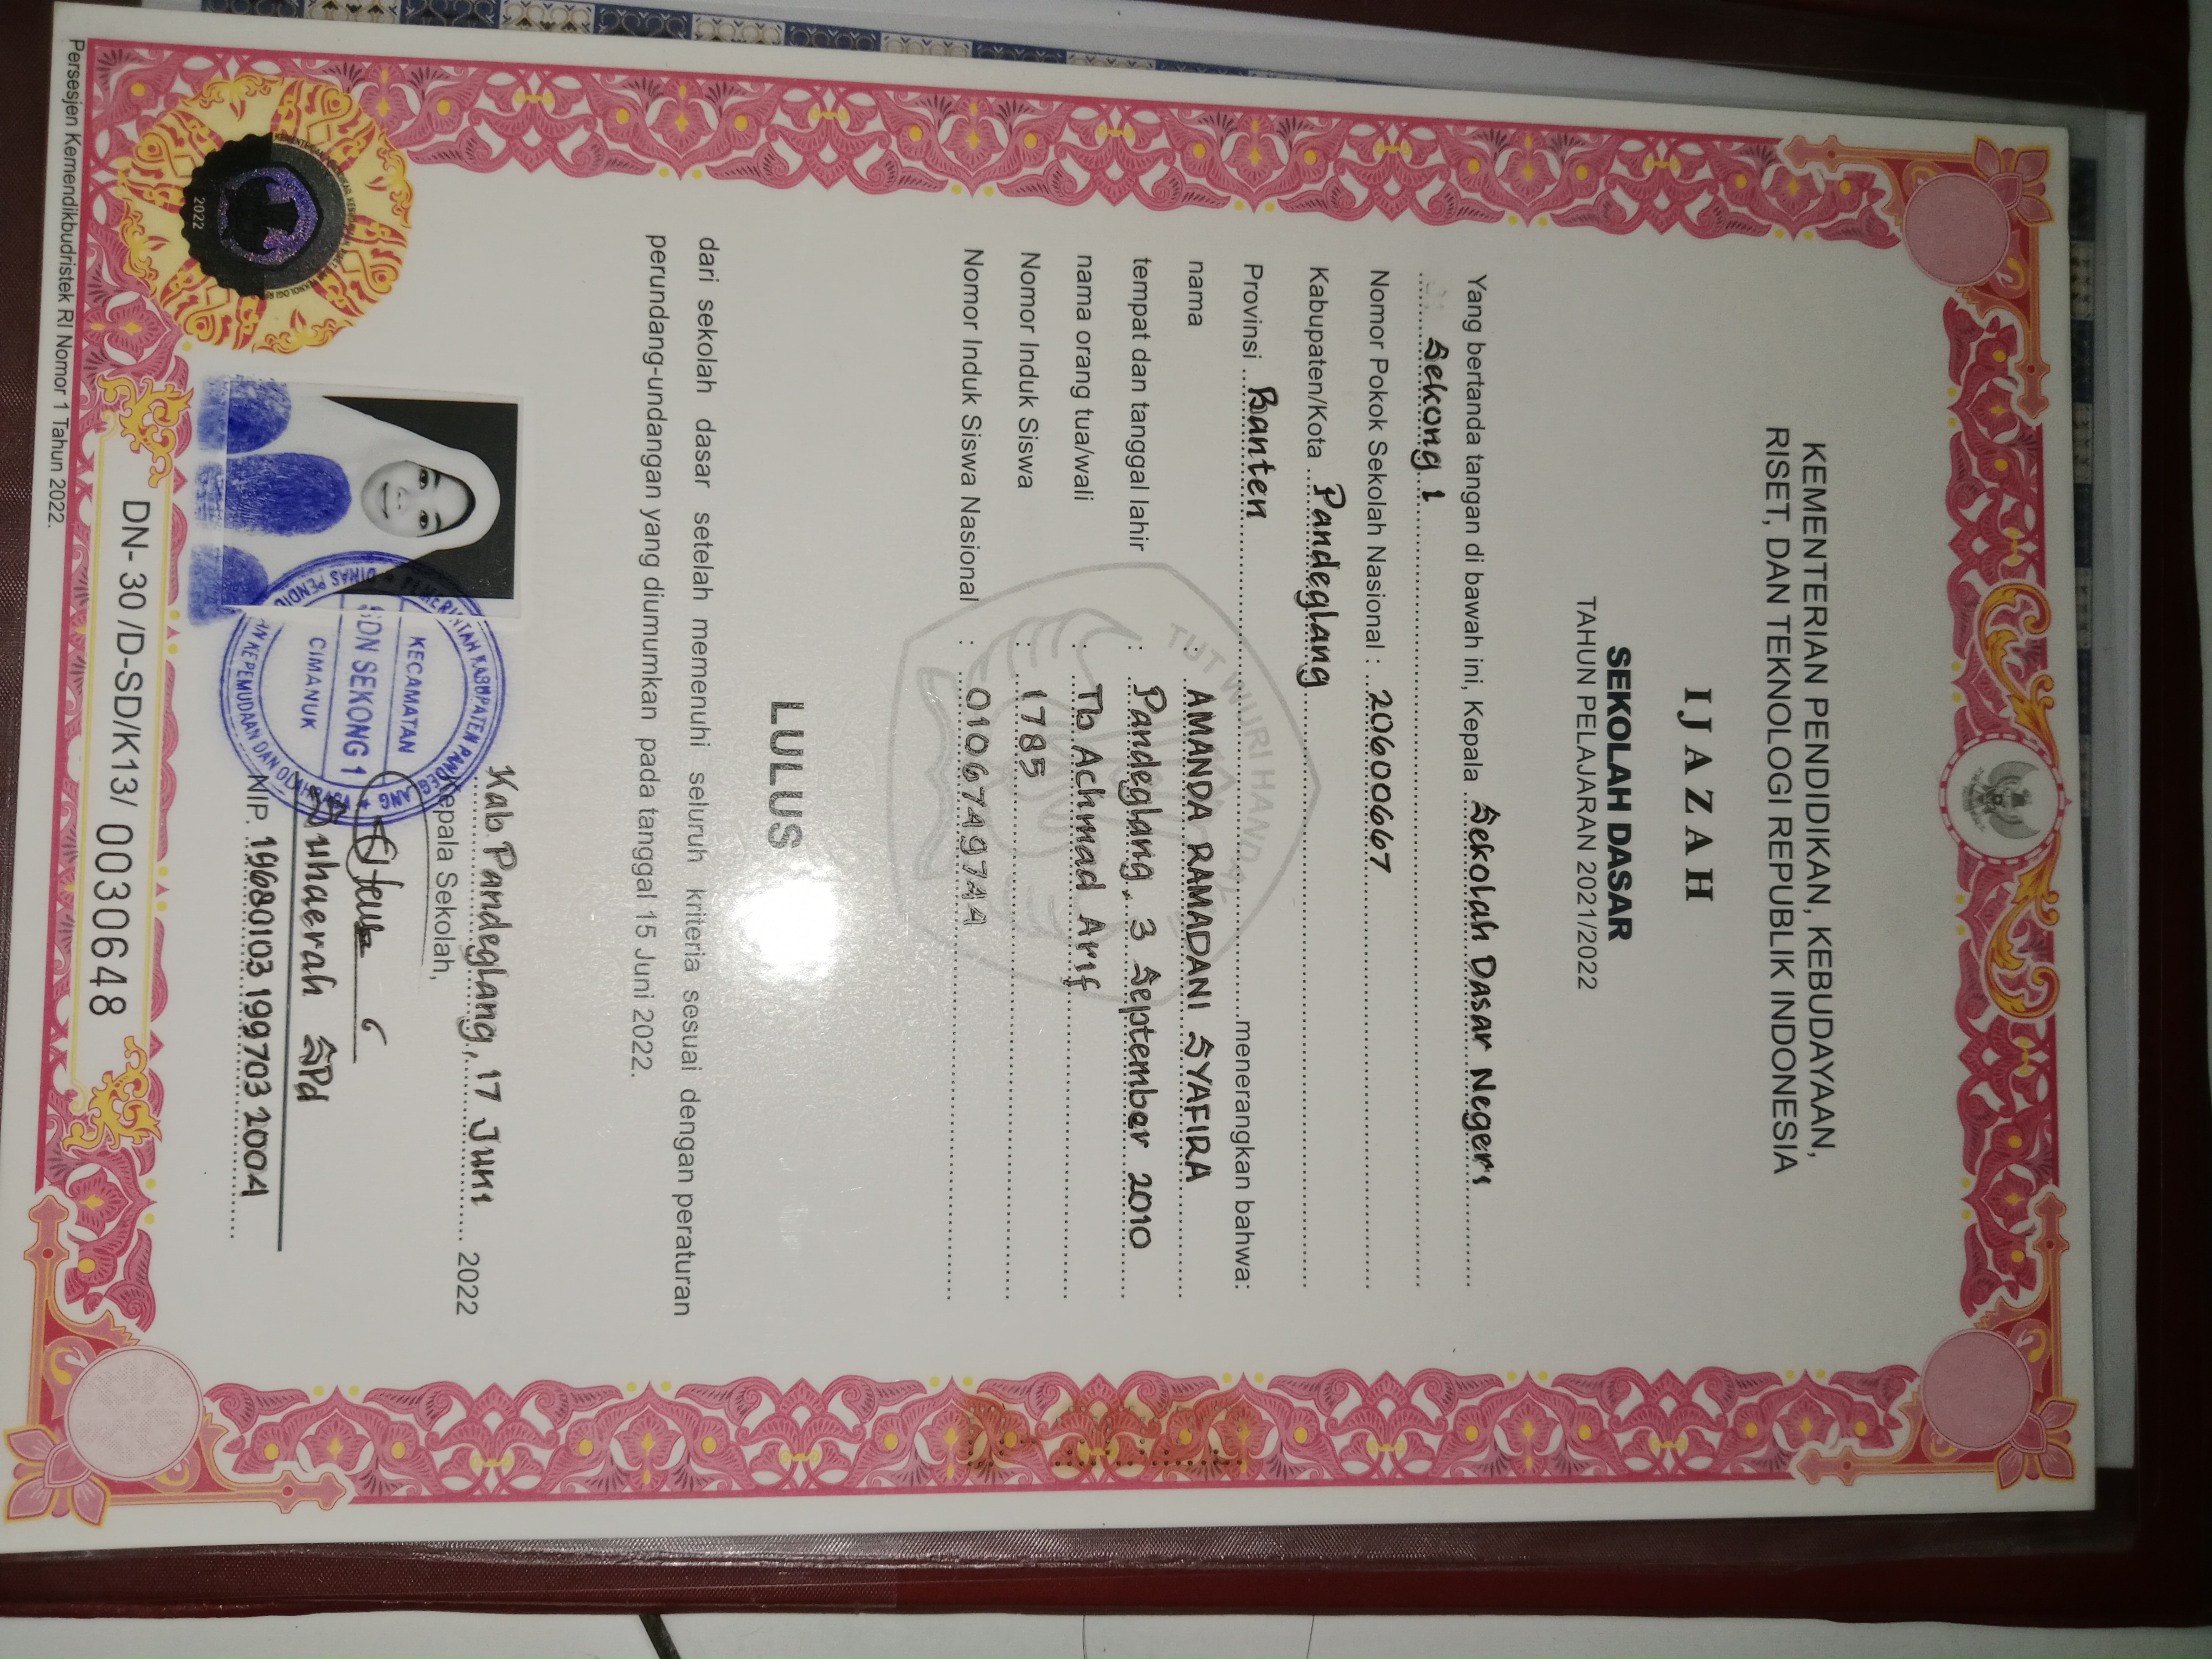 KEMENTERIAN PENDIDIKAN, KEBUDAYAAN,
RISET, DAN TEKNOLOGI REPUBLIK INDONESIA
IJAZAH
SEKOLAH DASAR
TAHUN PELAJARAN 2021/2022
Yang bertanda tangan di bawah ini, Kepala Sekolah Dasar Negeri
Sekong 1
Nomor Pokok Sekolah Nasional : 20600667
Kabupaten/Kota Pandeglang
Provinsi Banten menerangkan bahwa:
TUT WURI HANDAYANI
nama : AMANDA RAMADANI SYAFIRA
tempat dan tanggal lahir : Pandeglang, 3 September 2010
nama orang tua/wali : Tb Achmad Arif
Nomor Induk Siswa : 1785
Nomor Induk Siswa Nasional : 0106749744
LULUS
dari sekolah dasar setelah memenuhi seluruh kriteria sesuai dengan peraturan
perundang-undangan yang diumumkan pada tanggal 15 Juni 2022.
Kab Pandeglang, 17 Juni 2022
Kepala Sekolah,
PEMERINTAH KABUPATEN PANDEGLANG
KECAMATAN
SDN SEKONG 1
CIMANUK
DINAS PENDIDIKAN KEPEMUDAAN DAN OLAHRAGA
Suhaerah SPd
NIP. 19680103 199703 2004
2022
DN- 30 /D-SD/K13/ 0030648
Persesjen Kemendikbudristek RI Nomor 1 Tahun 2022.